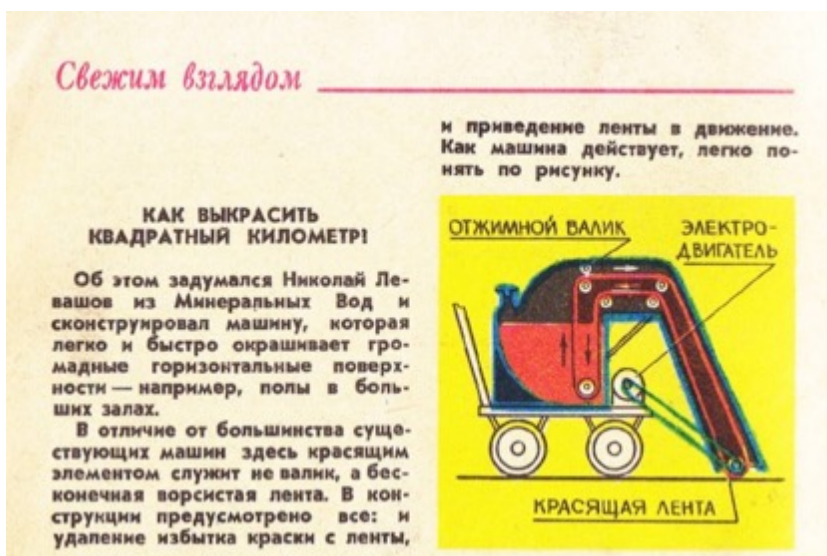 Свежим взглядом
КАК ВЫКРАСИТЬ
КВАДРАТНЫЙ КИЛОМЕТР?
Об этом задумался Николай Ле-
вашов из Минеральных Вод и
сконструировал машину, которая
легко и быстро окрашивает гро-
мадные горизонтальные поверх-
ности — например, полы в боль-
ших залах.
В отличие от большинства суще-
ствующих машин здесь красящим
элементом служит не валик, а бес-
конечная ворсистая лента. В кон-
струкции предусмотрено все: и
удаление избытка краски с ленты,
и приведение ленты в движение.
Как машина действует, легко по-
нять по рисунку.
ОТЖИМНОЙ ВАЛИК
ЭЛЕКТРО-
ДВИГАТЕЛЬ
КРАСЯЩАЯ ЛЕНТА